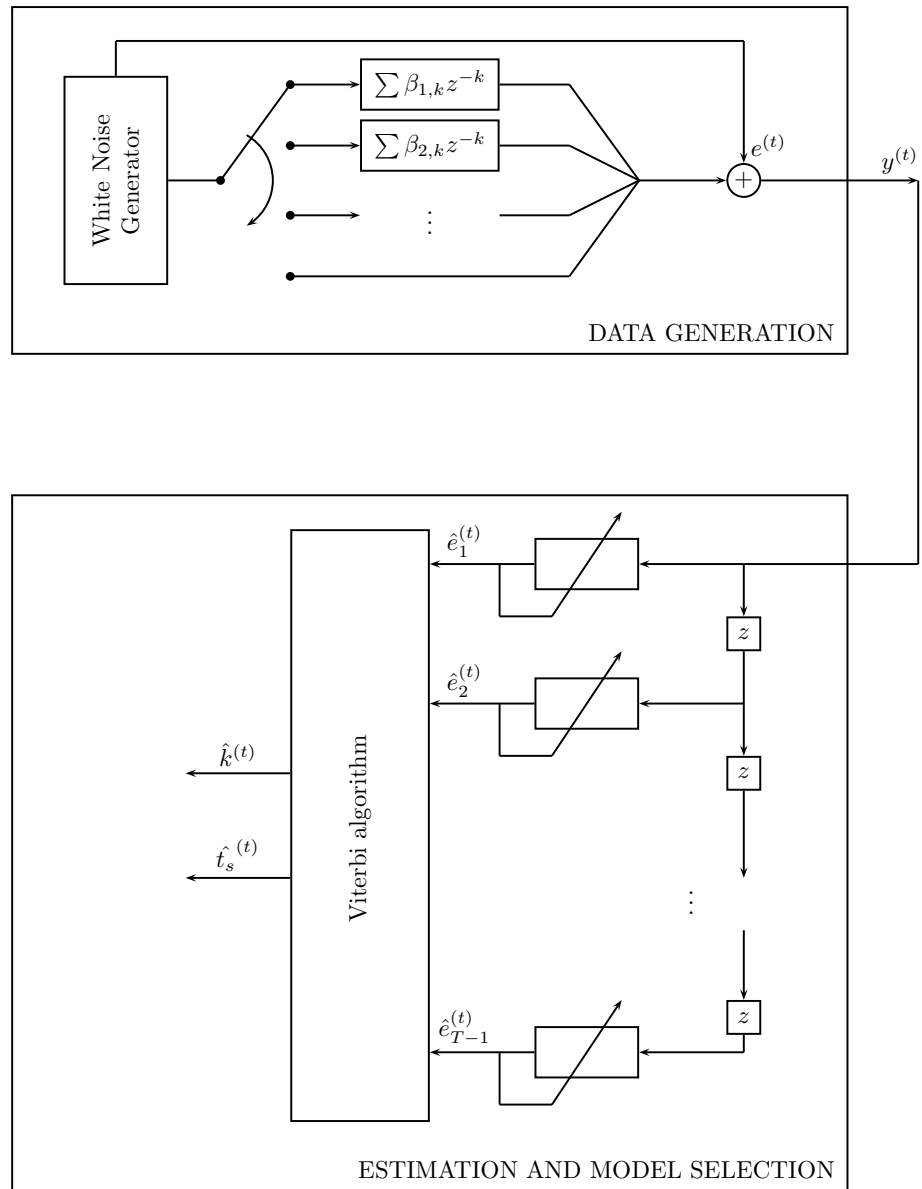 White Noise
Generator
∑ β_{1,k} z^{-k}
∑ β_{2,k} z^{-k}
⋮
e^{(t)}
+
y^{(t)}
DATA GENERATION
ê_1^{(t)}
z
ê_2^{(t)}
z
k̂^{(t)}
t̂_s^{(t)}
Viterbi algorithm
⋮
z
ê_{T−1}^{(t)}
ESTIMATION AND MODEL SELECTION